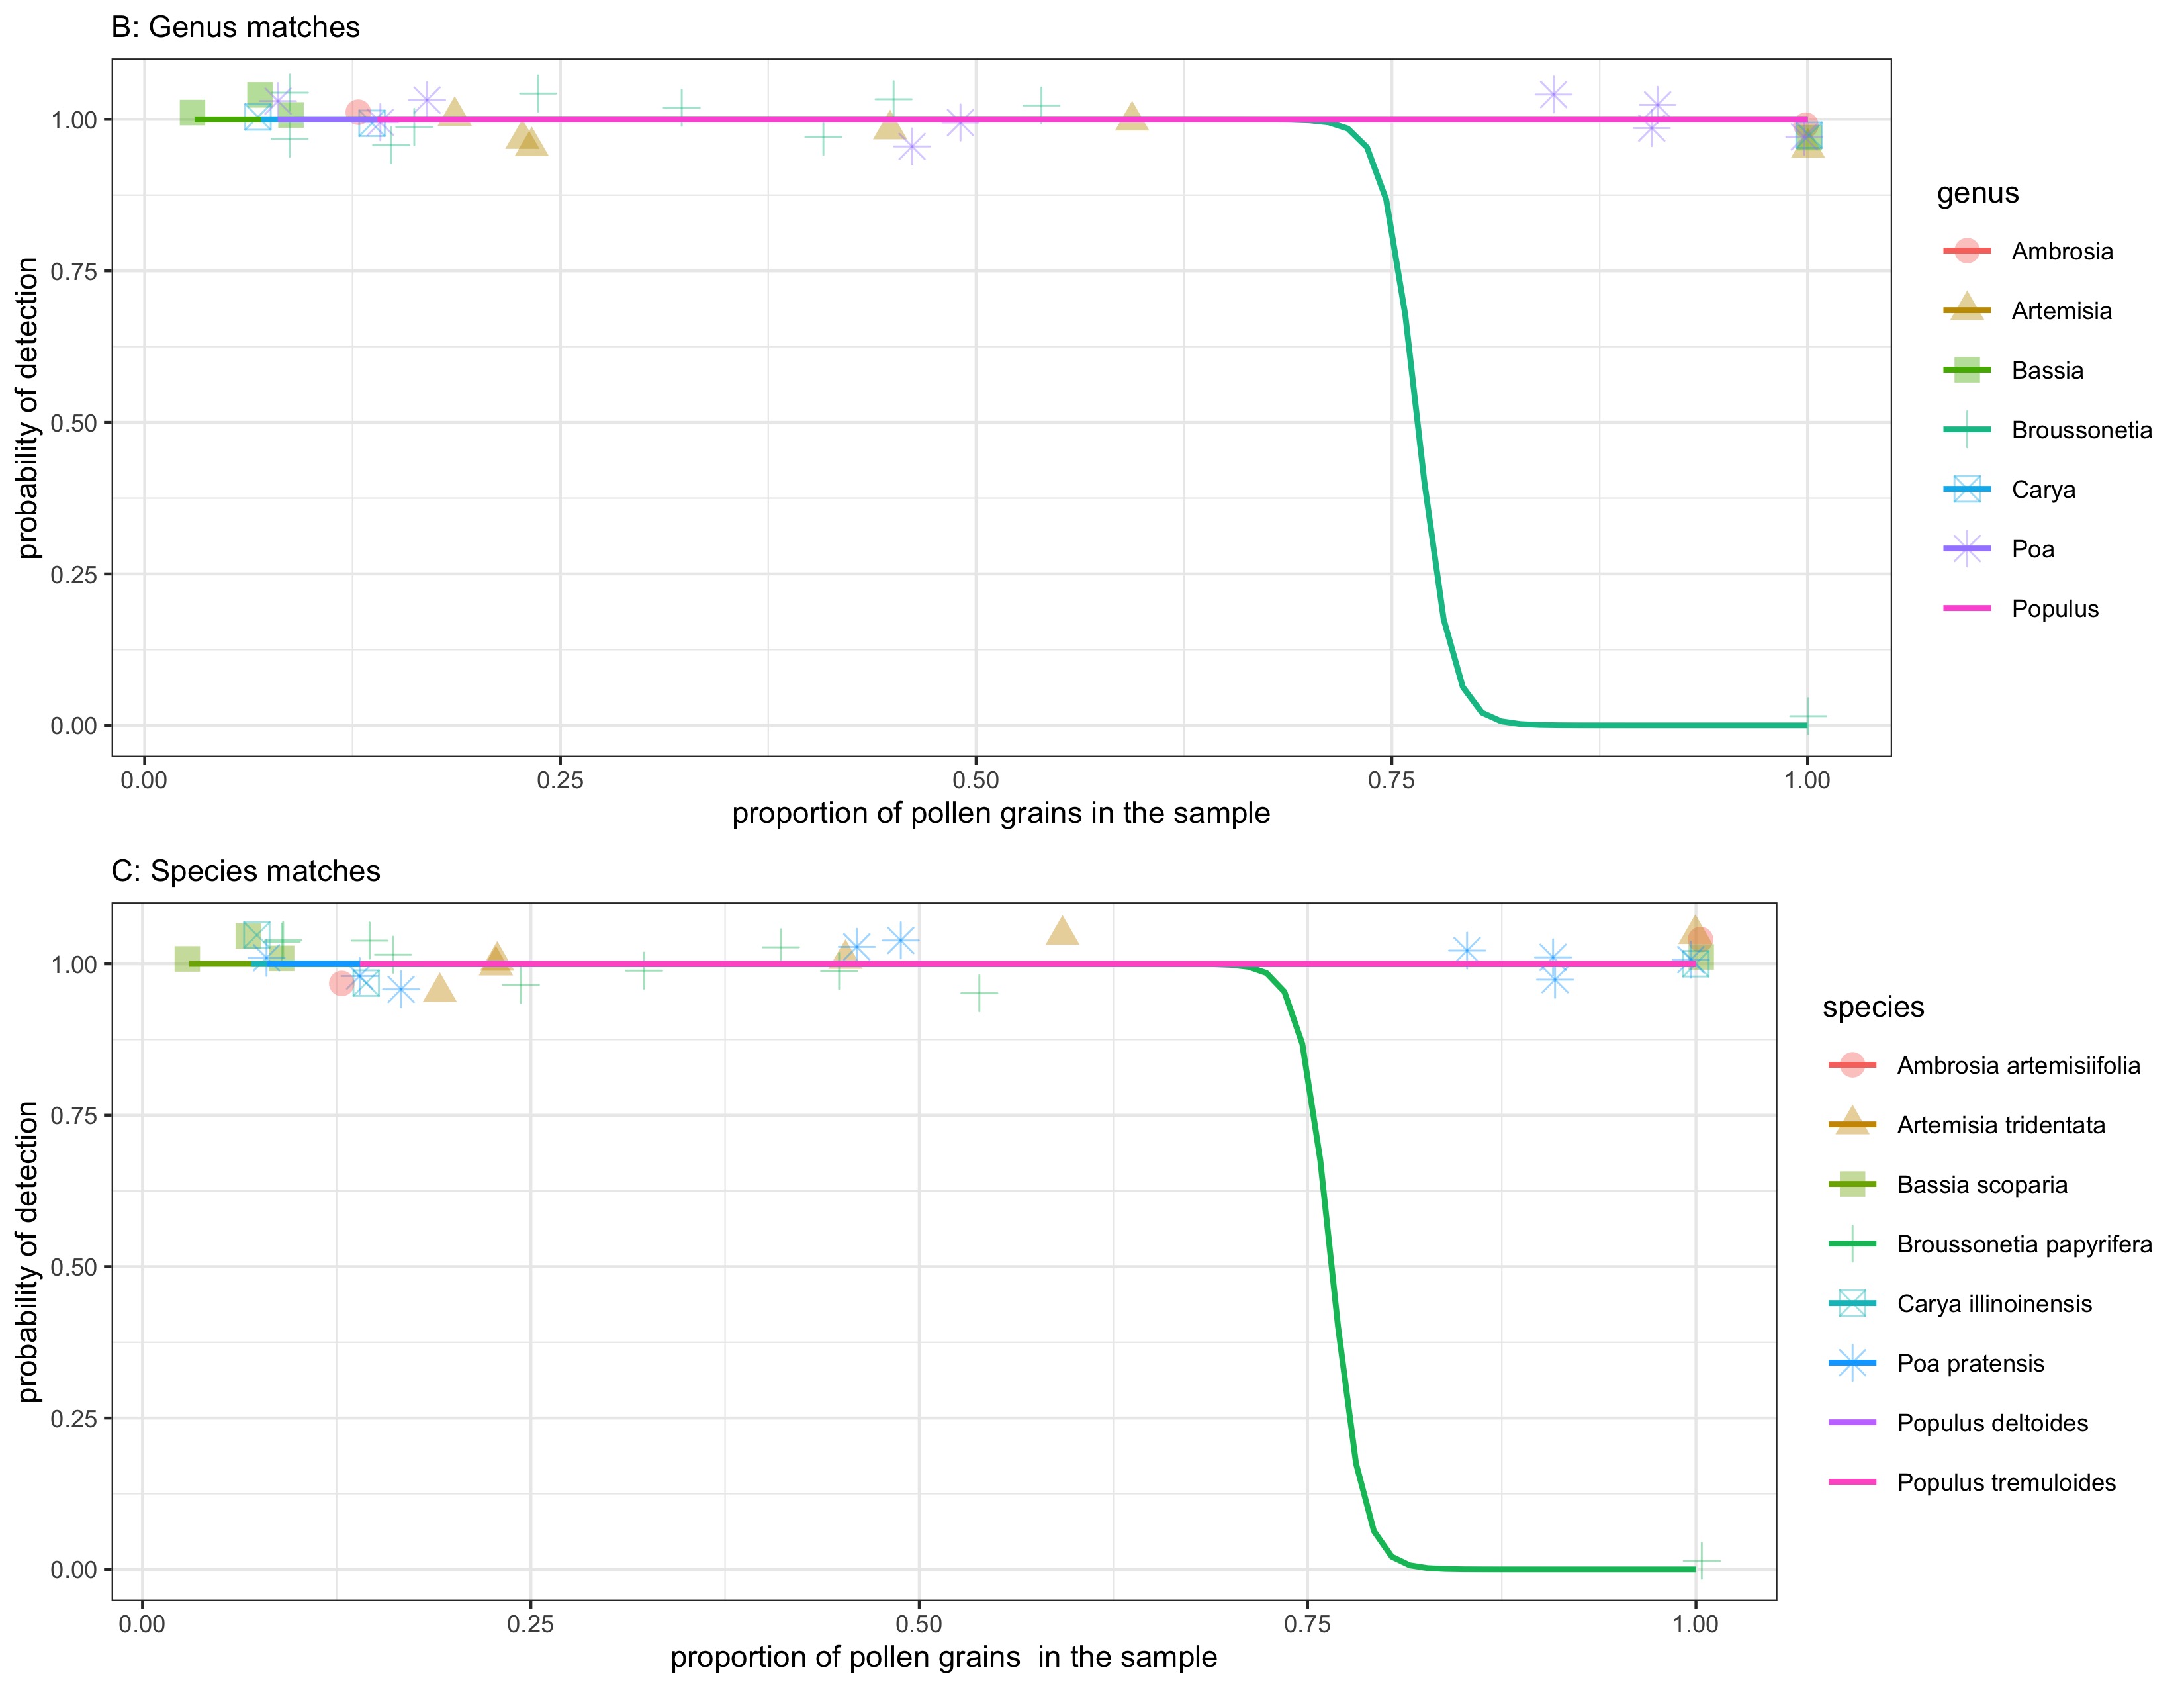 B: Genus matches
probability of detection
1.00
0.75
0.50
0.25
0.00
0.00 0.25 0.50 0.75 1.00
proportion of pollen grains in the sample
genus
Ambrosia
Artemisia
Bassia
Broussonetia
Carya
Poa
Populus
C: Species matches
probability of detection
1.00
0.75
0.50
0.25
0.00
0.00 0.25 0.50 0.75 1.00
proportion of pollen grains  in the sample
species
Ambrosia artemisiifolia
Artemisia tridentata
Bassia scoparia
Broussonetia papyrifera
Carya illinoinensis
Poa pratensis
Populus deltoides
Populus tremuloides